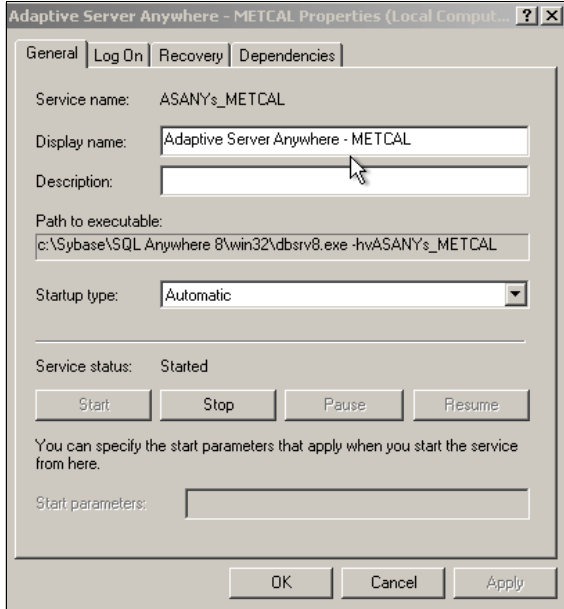 Adaptive Server Anywhere - METCAL Properties (Local Comput...
General Log On Recovery Dependencies
Service name: ASANYs_METCAL
Display name: Adaptive Server Anywhere - METCAL
Description:
Path to executable:
c:\Sybase\SQL Anywhere 8\win32\dbsrv8.exe -hvASANYs_METCAL
Startup type: Automatic
Service status: Started
Start Stop Pause Resume
You can specify the start parameters that apply when you start the service
from here.
Start parameters:
OK Cancel Apply